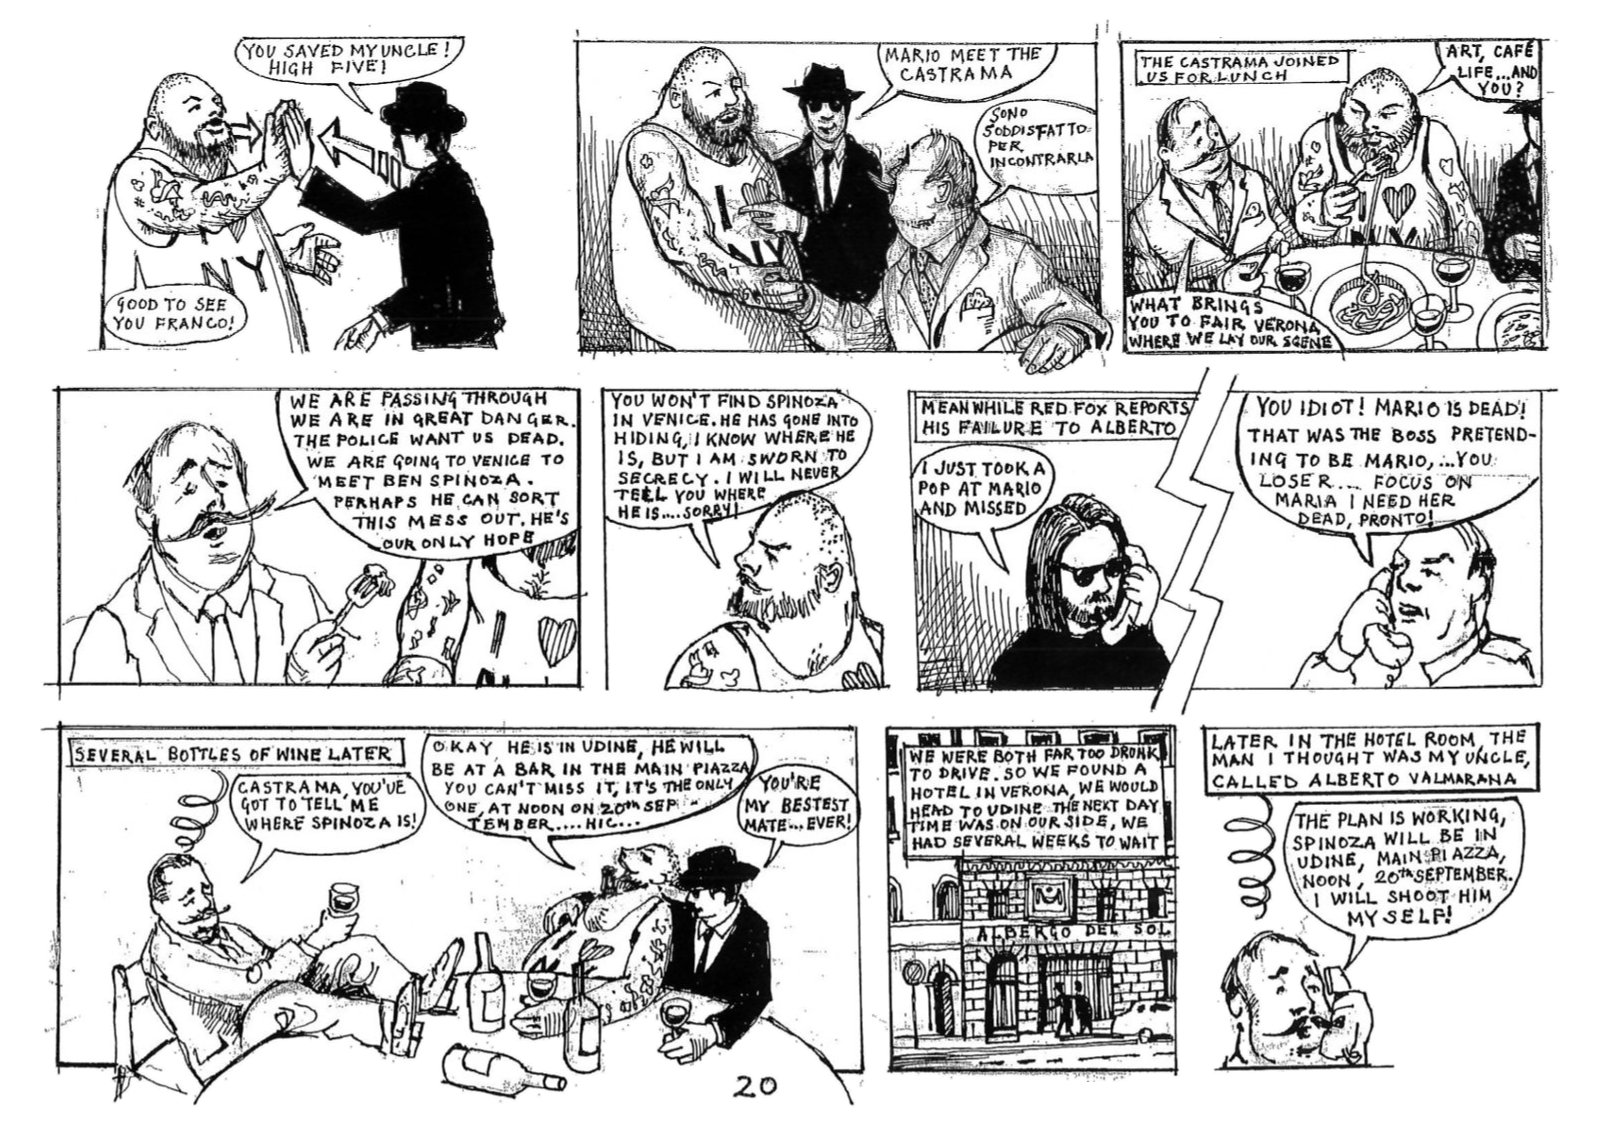 YOU SAVED MY UNCLE!
HIGH FIVE!
I
NY
GOOD TO SEE
YOU FRANCO!
MARIO MEET THE
CASTRAMA
SONO
SODDISFATTO
PER
INCONTRARLA
I
NY
THE CASTRAMA JOINED
US FOR LUNCH
ART, CAFÉ
LIFE...AND
YOU?
WHAT BRINGS
YOU TO FAIR VERONA,
WHERE WE LAY OUR SCENE
WE ARE PASSING THROUGH
WE ARE IN GREAT DANGER.
THE POLICE WANT US DEAD.
WE ARE GOING TO VENICE TO
MEET BEN SPINOZA.
PERHAPS HE CAN SORT
THIS MESS OUT. HE'S
OUR ONLY HOPE
YOU WON'T FIND SPINOZA
IN VENICE. HE HAS GONE INTO
HIDING, I KNOW WHERE HE
IS, BUT I AM SWORN TO
SECRECY. I WILL NEVER
TELL YOU WHERE
HE IS....SORRY!
MEANWHILE RED FOX REPORTS
HIS FAILURE TO ALBERTO
I JUST TOOK A
POP AT MARIO
AND MISSED
YOU IDIOT! MARIO IS DEAD!
THAT WAS THE BOSS PRETEND-
ING TO BE MARIO,...YOU
LOSER.... FOCUS ON
MARIA I NEED HER
DEAD, PRONTO!
SEVERAL BOTTLES OF WINE LATER
CASTRAMA, YOU'VE
GOT TO TELL ME
WHERE SPINOZA IS!
OKAY HE IS IN UDINE, HE WILL
BE AT A BAR IN THE MAIN PIAZZA
YOU CAN'T MISS IT, IT'S THE ONLY
ONE, AT NOON ON 20TH SEP-
TEMBER....HIC...
YOU'RE
MY BESTEST
MATE...EVER!
WE WERE BOTH FAR TOO DRUNK
TO DRIVE. SO WE FOUND A
HOTEL IN VERONA, WE WOULD
HEAD TO UDINE THE NEXT DAY
TIME WAS ON OUR SIDE, WE
HAD SEVERAL WEEKS TO WAIT
ALBERGO DEL SOL
LATER IN THE HOTEL ROOM, THE
MAN I THOUGHT WAS MY UNCLE,
CALLED ALBERTO VALMARANA
THE PLAN IS WORKING,
SPINOZA WILL BE IN
UDINE, MAIN PIAZZA,
NOON, 20TH SEPTEMBER.
I WILL SHOOT HIM
MYSELF!
20